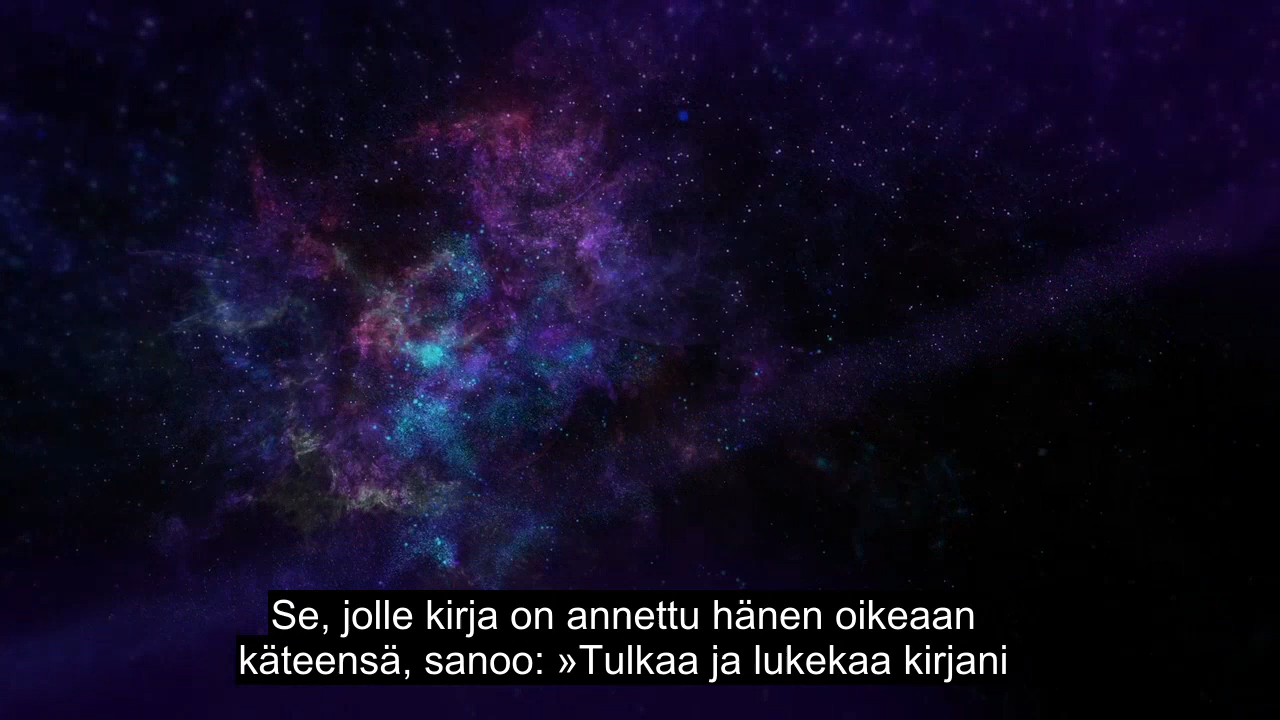 Se, jolle kirja on annettu hänen oikeaan
käteensä, sanoo: »Tulkaa ja lukekaa kirjani